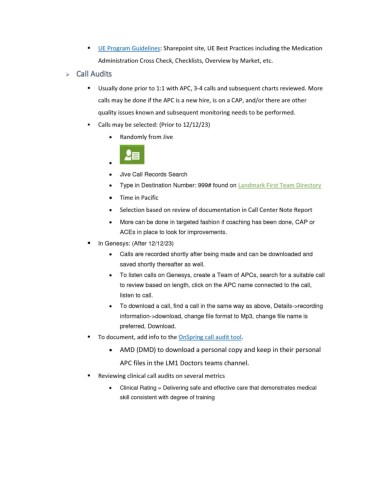 ▪ UE Program Guidelines: Sharepoint site, UE Best Practices including the Medication
Administration Cross Check, Checklists, Overview by Market, etc.
➢ Call Audits
▪ Usually done prior to 1:1 with APC, 3-4 calls and subsequent charts reviewed. More
calls may be done if the APC is a new hire, is on a CAP, and/or there are other
quality issues known and subsequent monitoring needs to be performed.
▪ Calls may be selected: (Prior to 12/12/23)
• Randomly from Jive
•
• Jive Call Records Search
• Type in Destination Number: 999# found on Landmark First Team Directory
• Time in Pacific
• Selection based on review of documentation in Call Center Note Report
• More can be done in targeted fashion if coaching has been done, CAP or
ACEs in place to look for improvements.
▪ In Genesys: (After 12/12/23)
• Calls are recorded shortly after being made and can be downloaded and
saved shortly thereafter as well.
• To listen calls on Genesys, create a Team of APCs, search for a suitable call
to review based on length, click on the APC name connected to the call,
listen to call.
• To download a call, find a call in the same way as above, Details->recording
information->download, change file format to Mp3, change file name is
preferred, Download.
▪ To document, add info to the OnSpring call audit tool.
• AMD (DMD) to download a personal copy and keep in their personal
APC files in the LM1 Doctors teams channel.
▪ Reviewing clinical call audits on several metrics
• Clinical Rating = Delivering safe and effective care that demonstrates medical
skill consistent with degree of training